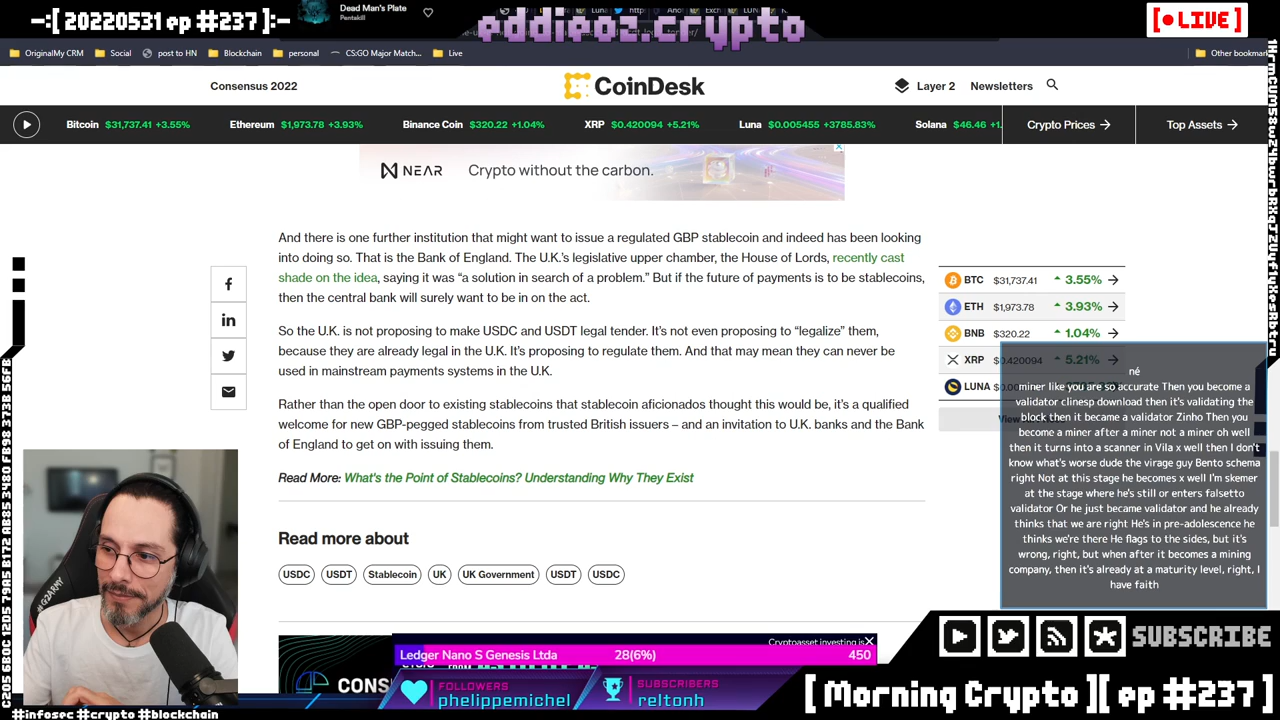 -:[ 20220531 ep #237 ]:-
Dead Man's Plate
Pentakill
eddieoz.crypto
[ LIVE ]
OriginalMy CRM
Social
post to HN
Blockchain
personal
CS:GO Major Match...
Live
Other bookmar
Consensus 2022
CoinDesk
Layer 2
Newsletters
Bitcoin $31,737.41 +3.55%
Ethereum $1,973.78 +3.93%
Binance Coin $320.22 +1.04%
XRP $0.420094 +5.21%
Luna $0.005455 +3785.83%
Solana $46.46 +1.
Crypto Prices →
Top Assets →
NEAR
Crypto without the carbon.
And there is one further institution that might want to issue a regulated GBP stablecoin and indeed has been looking
into doing so. That is the Bank of England. The U.K.'s legislative upper chamber, the House of Lords, recently cast
shade on the idea, saying it was “a solution in search of a problem.” But if the future of payments is to be stablecoins,
then the central bank will surely want to be in on the act.
So the U.K. is not proposing to make USDC and USDT legal tender. It's not even proposing to “legalize” them,
because they are already legal in the U.K. It's proposing to regulate them. And that may mean they can never be
used in mainstream payments systems in the U.K.
Rather than the open door to existing stablecoins that stablecoin aficionados thought this would be, it's a qualified
welcome for new GBP-pegged stablecoins from trusted British issuers – and an invitation to U.K. banks and the Bank
of England to get on with issuing them.
Read More: What's the Point of Stablecoins? Understanding Why They Exist
Read more about
USDC
USDT
Stablecoin
UK
UK Government
USDT
USDC
BTC $31,737.41 3.55% →
ETH $1,973.78 3.93% →
BNB $320.22 1.04% →
XRP $0.420094 5.21%
LUNA
né
miner like you are so accurate Then you become a
validator clinesp download then it's validating the
block then it became a validator Zinho Then you
become a miner after a miner not a miner oh well
then it turns into a scanner in Vila x well then I don't
know what's worse dude the virage guy Bento schema
right Not at this stage he becomes x well I'm skemer
at the stage where he's still or enters falsetto
validator Or he just became validator and he already
thinks that we are right He's in pre-adolescence he
thinks we're there He flags to the sides, but it's
wrong, right, but when after it becomes a mining
company, then it's already at a maturity level, right, I
have faith
Cryptoasset investing is
Ledger Nano S Genesis Ltda 28(6%) 450
FOLLOWERS
phelippemichel
SUBSCRIBERS
reltonh
SUBSCRIBE
[ Morning Crypto ][ ep #237 ]
#infosec #crypto #blockchain